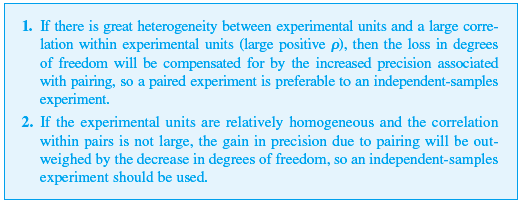 1. If there is great heterogeneity between experimental units and a large corre-
lation within experimental units (large positive ρ), then the loss in degrees
of freedom will be compensated for by the increased precision associated
with pairing, so a paired experiment is preferable to an independent-samples
experiment.
2. If the experimental units are relatively homogeneous and the correlation
within pairs is not large, the gain in precision due to pairing will be out-
weighed by the decrease in degrees of freedom, so an independent-samples
experiment should be used.